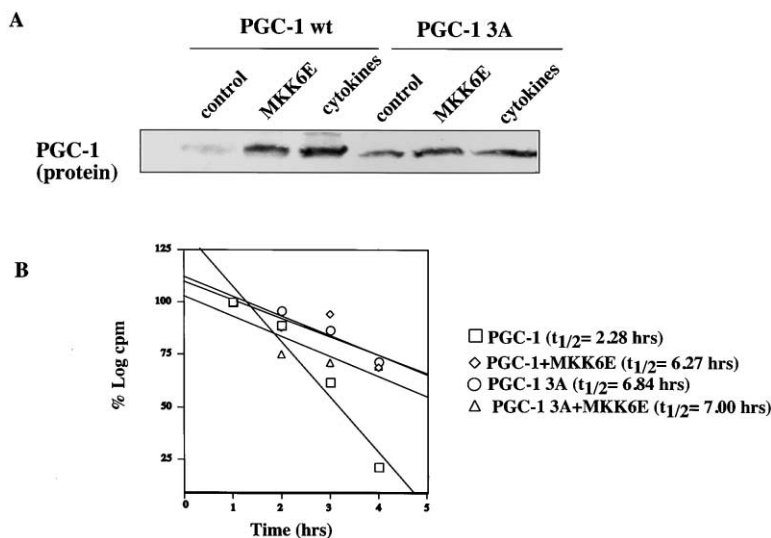 A
PGC-1 wt
PGC-1 3A
control
MKK6E
cytokines
control
MKK6E
cytokines
PGC-1
(protein)
B
125
100
75
50
25
% Log cpm
0 1 2 3 4 5
Time (hrs)
PGC-1 (t1/2= 2.28 hrs)
PGC-1+MKK6E (t1/2= 6.27 hrs)
PGC-1 3A (t1/2= 6.84 hrs)
PGC-1 3A+MKK6E (t1/2= 7.00 hrs)